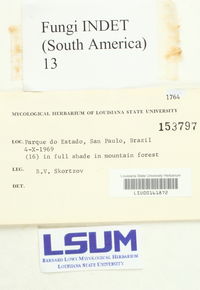 Fungi INDET
(South America)
13
1764
MYCOLOGICAL HERBARIUM OF LOUISIANA STATE UNIVERSITY
153797
LOC. Parque do Estado, San Paulo, Brazil
4-X-1969
(16) in full shade in mountain forest
LEG. B.V. Skortzov
DET.
Louisiana State University Herbarium
LSU00141872
LSUM
BERNARD LOWY MYCOLOGICAL HERBARIUM
LOUISIANA STATE UNIVERSITY